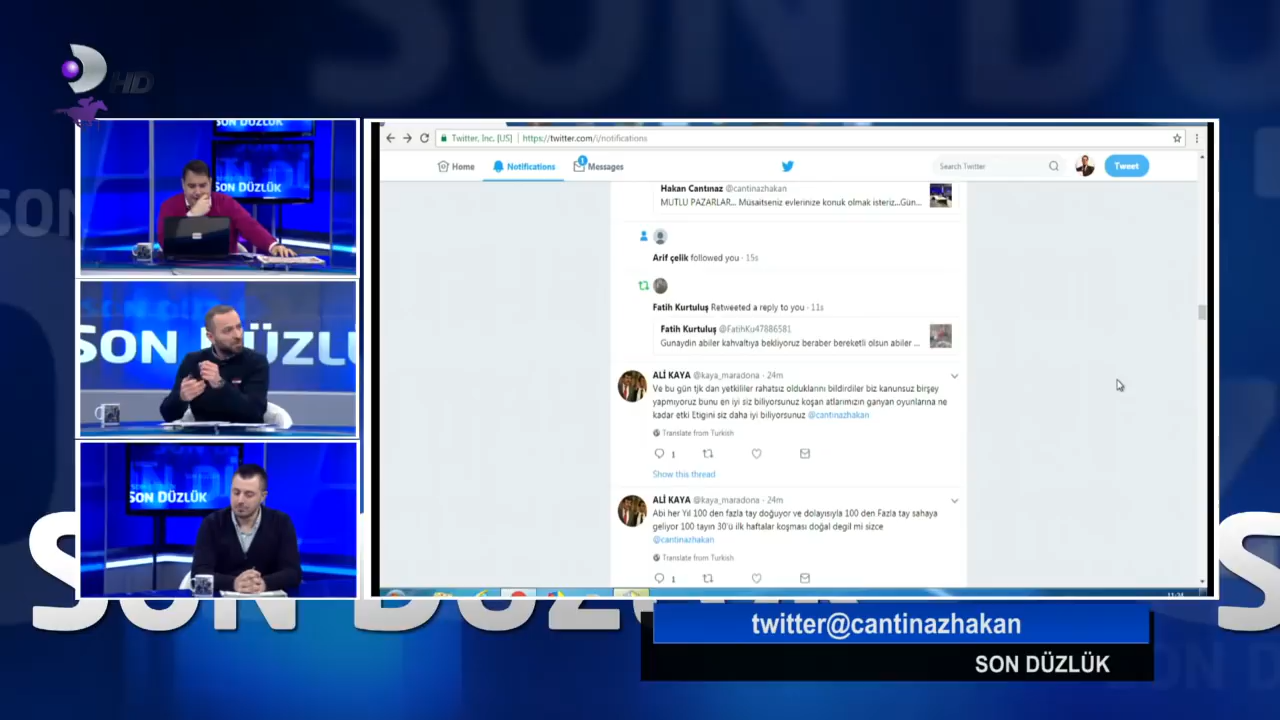 HD
SON DÜZLÜK
SON DÜZLÜK
SON DÜZLÜK
Twitter, Inc. [US] | https://twitter.com/i/notifications
Home Notifications 1 Messages Search Twitter Tweet
Hakan Cantınaz @cantinazhakan
MUTLU PAZARLAR... Müsaitseniz evlerinize konuk olmak isteriz...Gün...
Arif çelik followed you · 15s
Fatih Kurtuluş Retweeted a reply to you · 11s
Fatih Kurtuluş @FatihKu47886581
Gunaydin abiler kahvaltıya bekliyoruz beraber bereketli olsun abiler ...
ALİ KAYA @kaya_maradona · 24m
Ve bu gün tjk dan yetkililer rahatsız olduklarını bildirdiler biz kanunsuz birşey
yapmıyoruz bunu en iyi siz biliyorsunuz koşan atlarımızın ganyan oyunlarına ne
kadar etki Etigini siz daha iyi biliyorsunuz @cantinazhakan
Translate from Turkish
1
Show this thread
ALİ KAYA @kaya_maradona · 24m
Abi her Yıl 100 den fazla tay doğuyor ve dolayısıyla 100 den Fazla tay sahaya
geliyor 100 tayın 30'u ilk haftalar koşması doğal degil mi sizce
@cantinazhakan
Translate from Turkish
1
twitter@cantinazhakan
SON DÜZLÜK